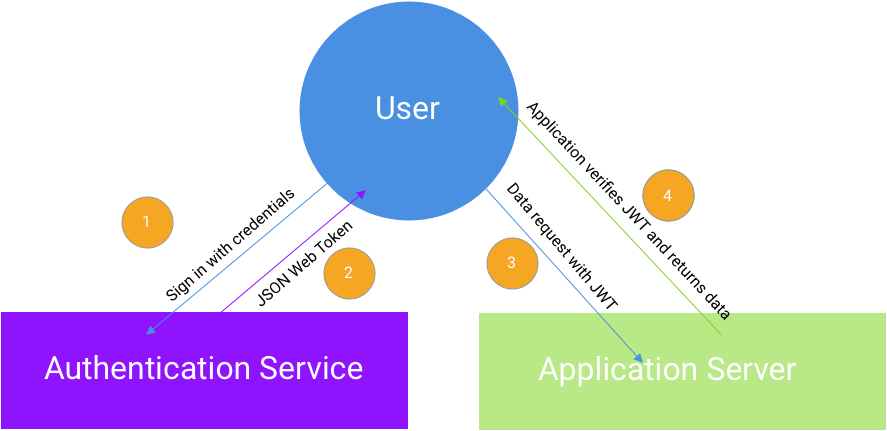 User
1
Sign in with credentials
JSON Web Token
2
3
Data request with JWT
Application verifies JWT and returns data
4
Authentication Service
Application Server